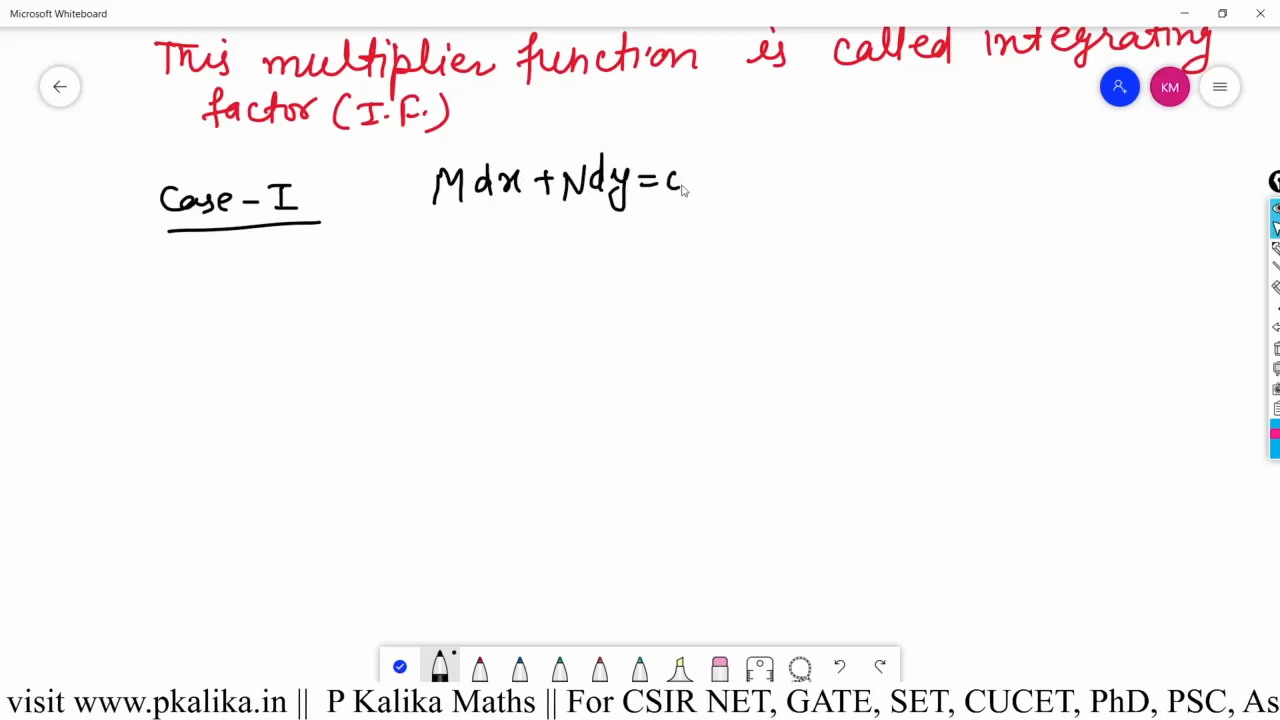 Microsoft Whiteboard
This multiplier function is called integrating
factor (I.F.)
KM
Case - I
Mdx + Ndy = c
visit www.pkalika.in || P Kalika Maths || For CSIR NET, GATE, SET, CUCET, PhD, PSC, As